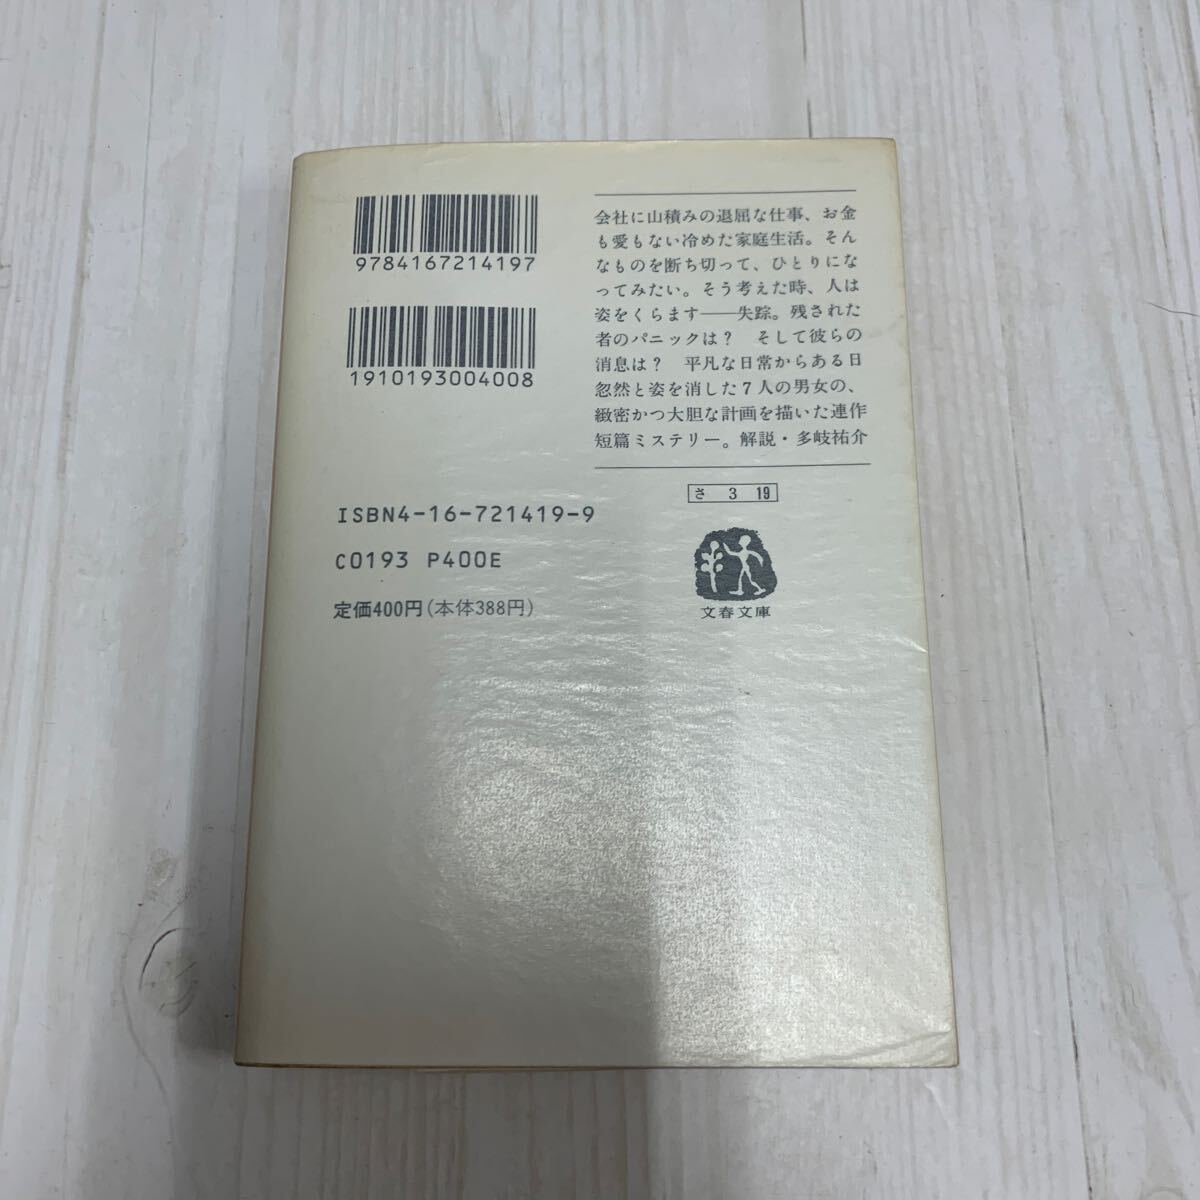 9784167214197
1910193004008
会社に山積みの退屈な仕事、お金
も愛もない冷めた家庭生活。そん
なものを断ち切って、ひとりにな
ってみたい。そう考えた時、人は
姿をくらます――失踪。残された
者のパニックは？　そして彼らの
消息は？　平凡な日常からある日
忽然と姿を消した7人の男女の、
緻密かつ大胆な計画を描いた連作
短篇ミステリー。解説・多岐祐介
さ 3 19
文春文庫
ISBN4-16-721419-9
C0193 P400E
定価400円(本体388円)